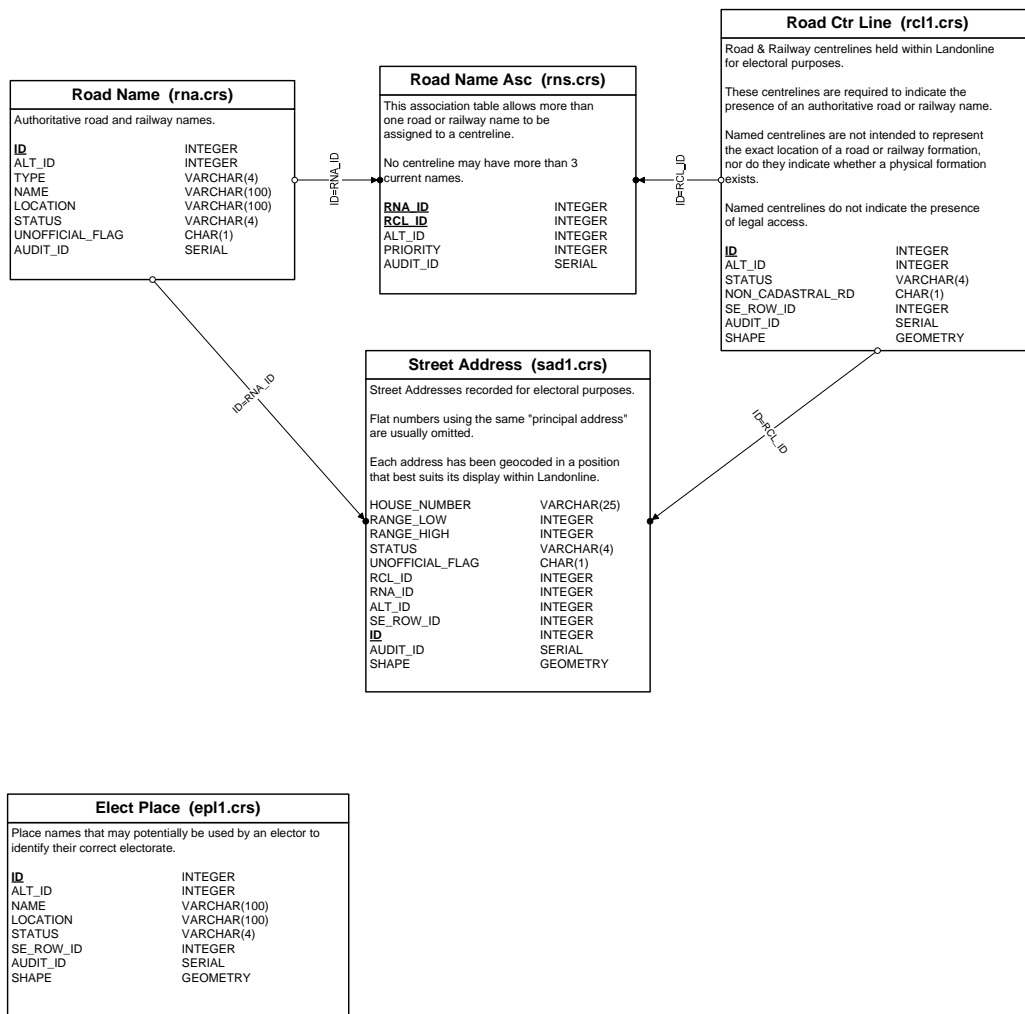 Road Name (rna.crs)
Authoritative road and railway names.
ID INTEGER
ALT_ID INTEGER
TYPE VARCHAR(4)
NAME VARCHAR(100)
LOCATION VARCHAR(100)
STATUS VARCHAR(4)
UNOFFICIAL_FLAG CHAR(1)
AUDIT_ID SERIAL
ID=RNA_ID
Road Name Asc (rns.crs)
This association table allows more than
one road or railway name to be
assigned to a centreline.
No centreline may have more than 3
current names.
RNA_ID INTEGER
RCL_ID INTEGER
ALT_ID INTEGER
PRIORITY INTEGER
AUDIT_ID SERIAL
ID=RCL_ID
Road Ctr Line (rcl1.crs)
Road & Railway centrelines held within Landonline
for electoral purposes.
These centrelines are required to indicate the
presence of an authoritative road or railway name.
Named centrelines are not intended to represent
the exact location of a road or railway formation,
nor do they indicate whether a physical formation
exists.
Named centrelines do not indicate the presence
of legal access.
ID INTEGER
ALT_ID INTEGER
STATUS VARCHAR(4)
NON_CADASTRAL_RD CHAR(1)
SE_ROW_ID INTEGER
AUDIT_ID SERIAL
SHAPE GEOMETRY
ID=RNA_ID
ID=RCL_ID
Street Address (sad1.crs)
Street Addresses recorded for electoral purposes.
Flat numbers using the same "principal address"
are usually omitted.
Each address has been geocoded in a position
that best suits its display within Landonline.
HOUSE_NUMBER VARCHAR(25)
RANGE_LOW INTEGER
RANGE_HIGH INTEGER
STATUS VARCHAR(4)
UNOFFICIAL_FLAG CHAR(1)
RCL_ID INTEGER
RNA_ID INTEGER
ALT_ID INTEGER
SE_ROW_ID INTEGER
ID INTEGER
AUDIT_ID SERIAL
SHAPE GEOMETRY
Elect Place (epl1.crs)
Place names that may potentially be used by an elector to
identify their correct electorate.
ID INTEGER
ALT_ID INTEGER
NAME VARCHAR(100)
LOCATION VARCHAR(100)
STATUS VARCHAR(4)
SE_ROW_ID INTEGER
AUDIT_ID SERIAL
SHAPE GEOMETRY